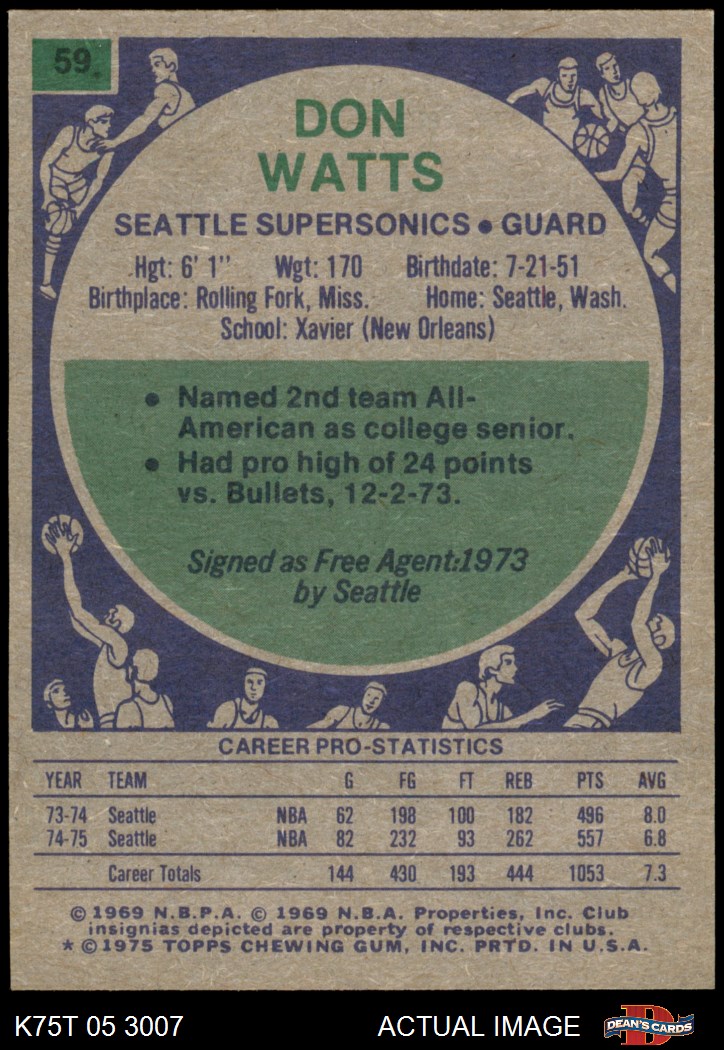 59
DON
WATTS
SEATTLE SUPERSONICS • GUARD
Hgt: 6' 1" Wgt: 170 Birthdate: 7-21-51
Birthplace: Rolling Fork, Miss. Home: Seattle, Wash.
School: Xavier (New Orleans)
• Named 2nd team All-
American as college senior.
• Had pro high of 24 points
vs. Bullets, 12-2-73.
Signed as Free Agent:1973
by Seattle
CAREER PRO-STATISTICS
YEAR TEAM G FG FT REB PTS AVG
73-74 Seattle NBA 62 198 100 182 496 8.0
74-75 Seattle NBA 82 232 93 262 557 6.8
Career Totals 144 430 193 444 1053 7.3
© 1969 N.B.P.A. © 1969 N.B.A. Properties, Inc. Club
insignias depicted are property of respective clubs.
* © 1975 TOPPS CHEWING GUM, INC. PRTD. IN U.S.A.
K75T 05 3007 ACTUAL IMAGE D DEAN'S CARDS